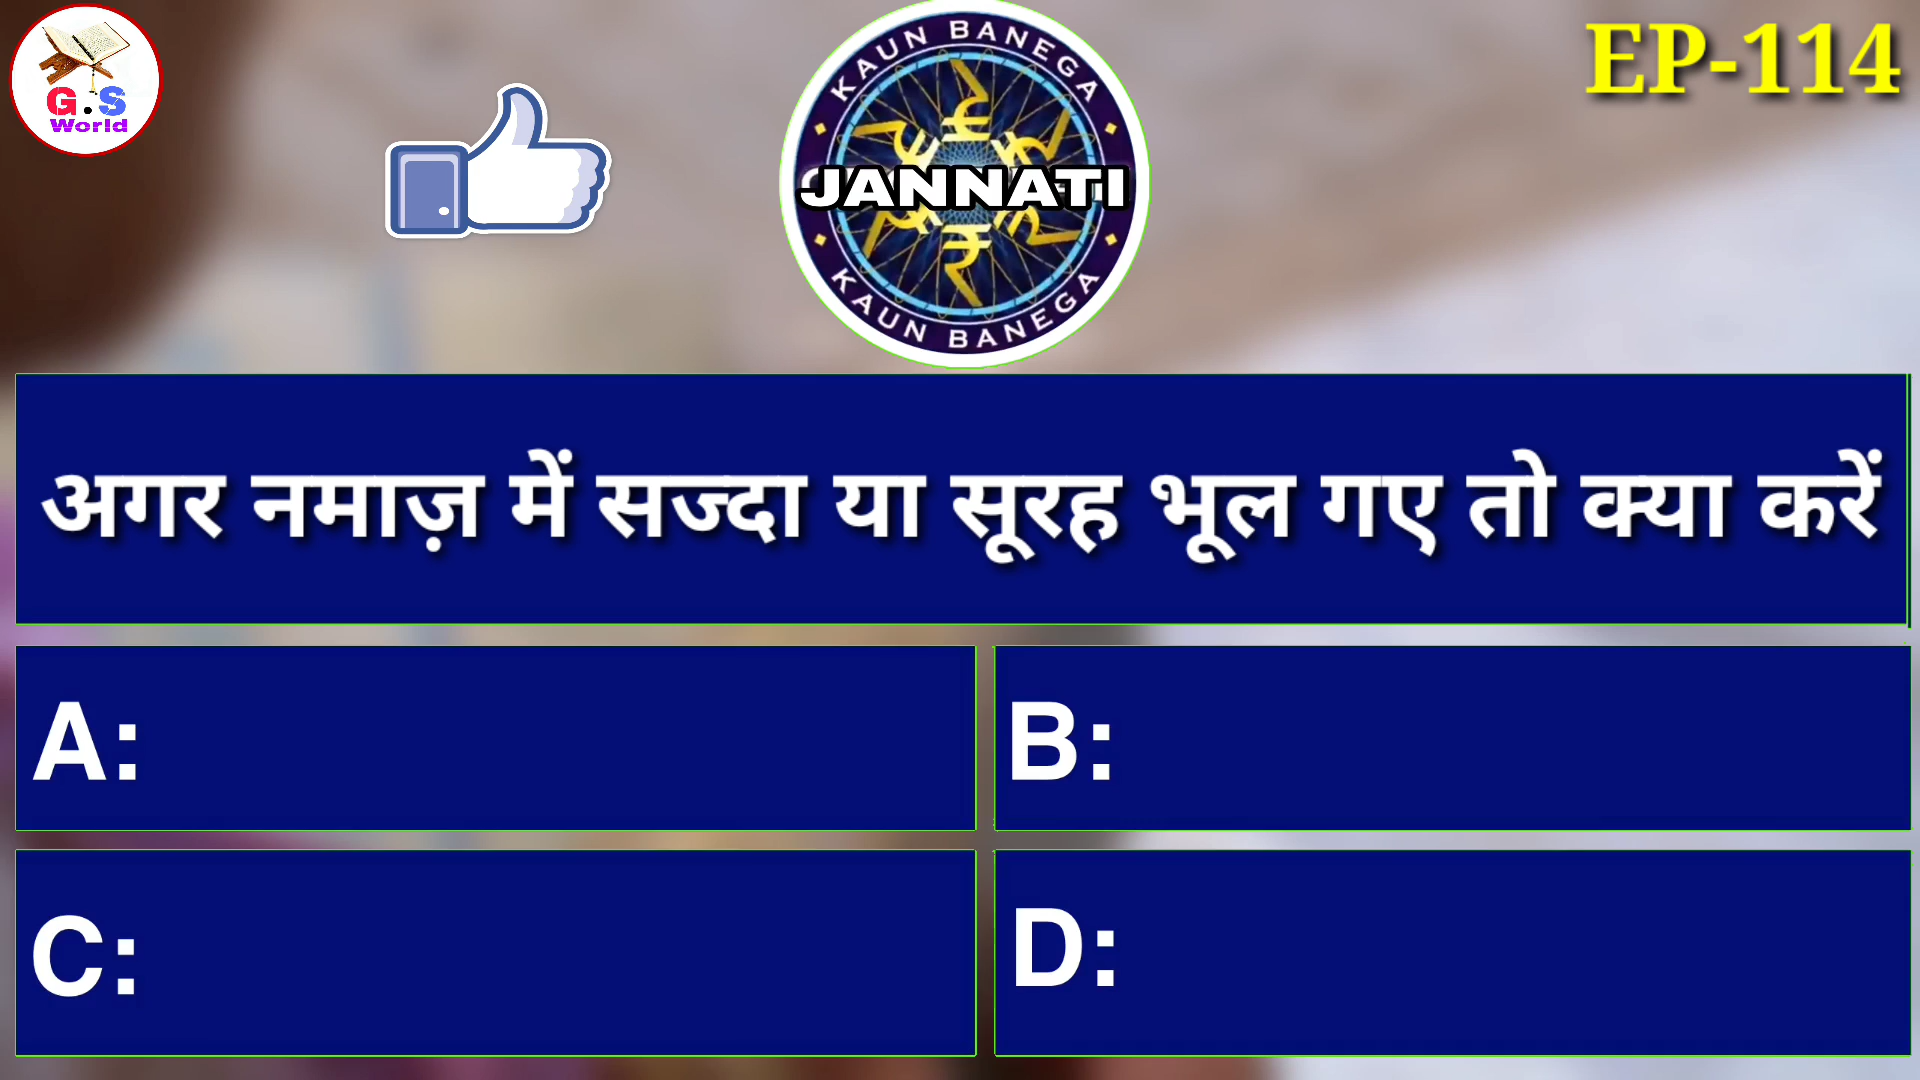 G.S
World
KAUN BANEGA
JANNATI
KAUN BANEGA
EP-114
अगर नमाज़ में सज्दा या सूरह भूल गए तो क्या करें
A:
B:
C:
D: